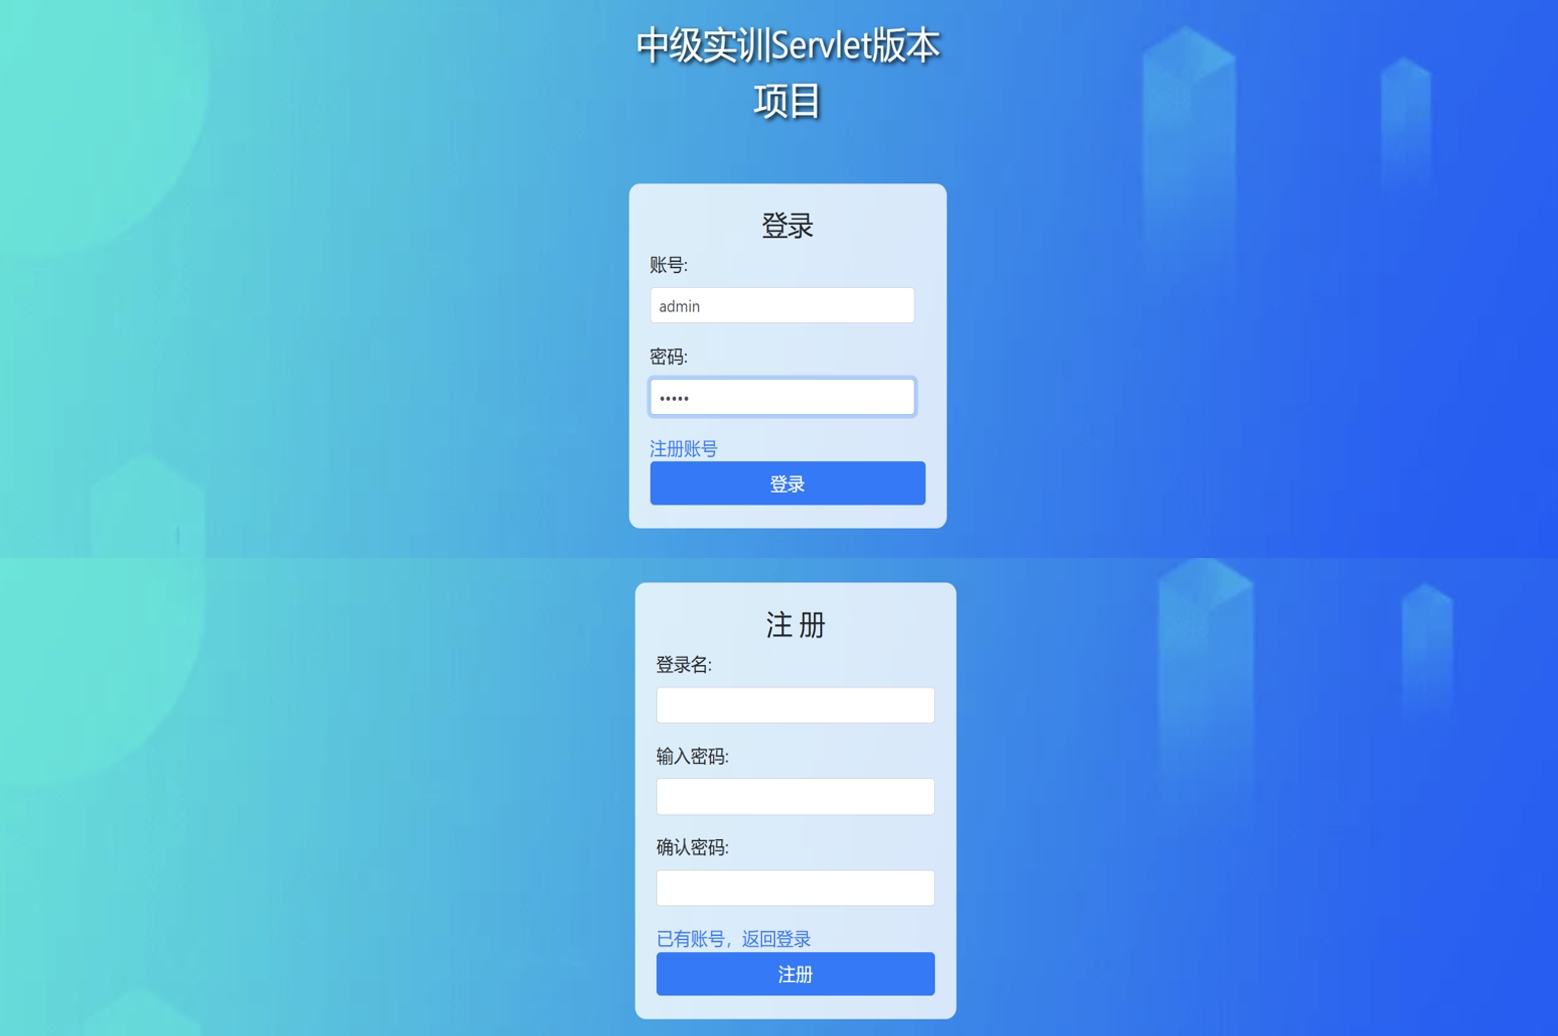 中级实训Servlet版本
项目
登录
账号:
admin
密码:
•••••
注册账号
登录
注 册
登录名:
输入密码:
确认密码:
已有账号，返回登录
注册